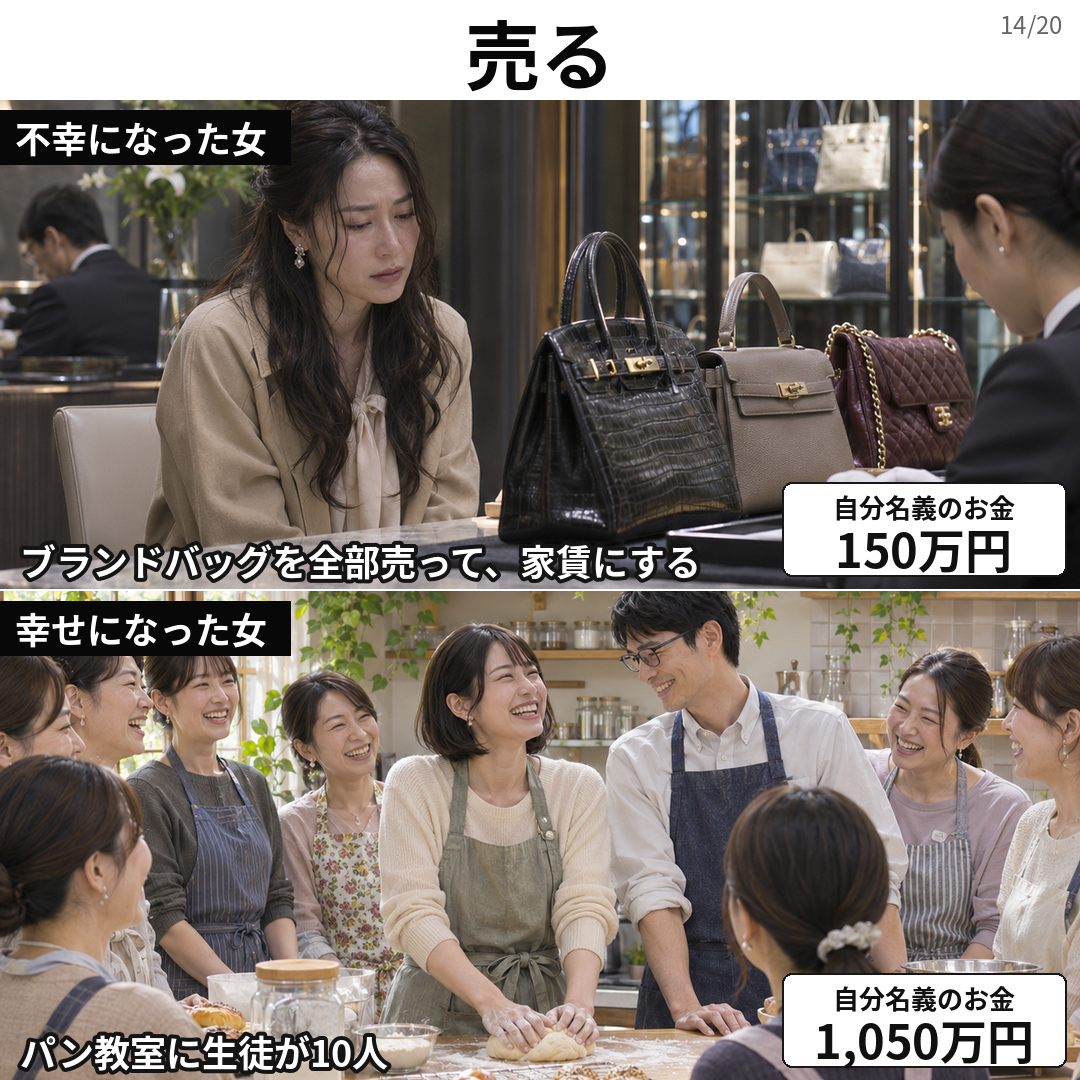 売る
14/20
不幸になった女
ブランドバッグを全部売って、家賃にする
自分名義のお金
150万円
幸せになった女
パン教室に生徒が10人
自分名義のお金
1,050万円